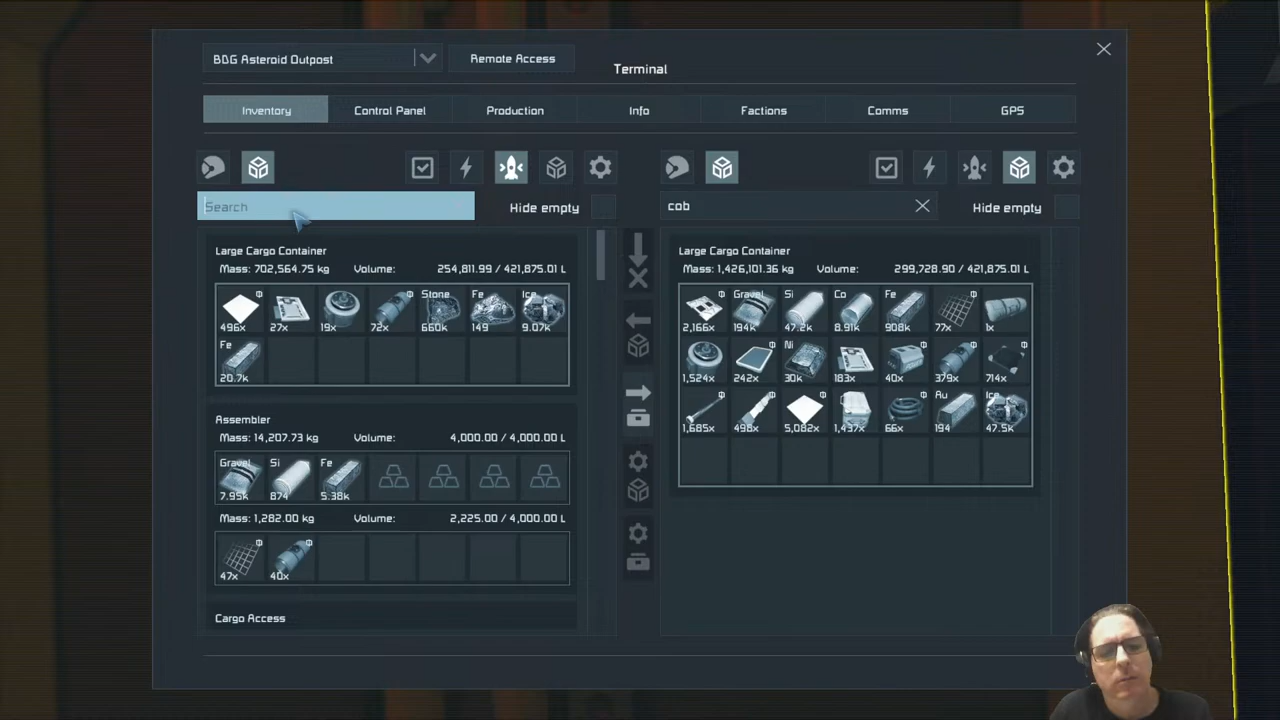 BDG Asteroid Outpost
Remote Access
Terminal
Inventory Control Panel Production Info Factions Comms GPS
Search
Hide empty
cob
Hide empty
Large Cargo Container
Mass: 702,564.75 kg Volume: 254,811.99 / 421,875.01 L
Stone Fe Ice
496x 27x 19x 72x 660k 149 9.07k
Fe
20.7k
Assembler
Mass: 14,207.73 kg Volume: 4,000.00 / 4,000.00 L
Gravel Si Fe
7.95k 874 5.38k
Mass: 1,282.00 kg Volume: 2,225.00 / 4,000.00 L
47x 40x
Cargo Access
Large Cargo Container
Mass: 1,426,101.36 kg Volume: 299,728.90 / 421,875.01 L
Gravel Si Co Fe
2,166x 194k 47.2k 8.91k 908k 77x 1x
Ni
1,524x 242x 30k 183x 40x 379x 714x
Au Ice
1,685x 498x 5,082x 1,437x 66x 194 47.5k